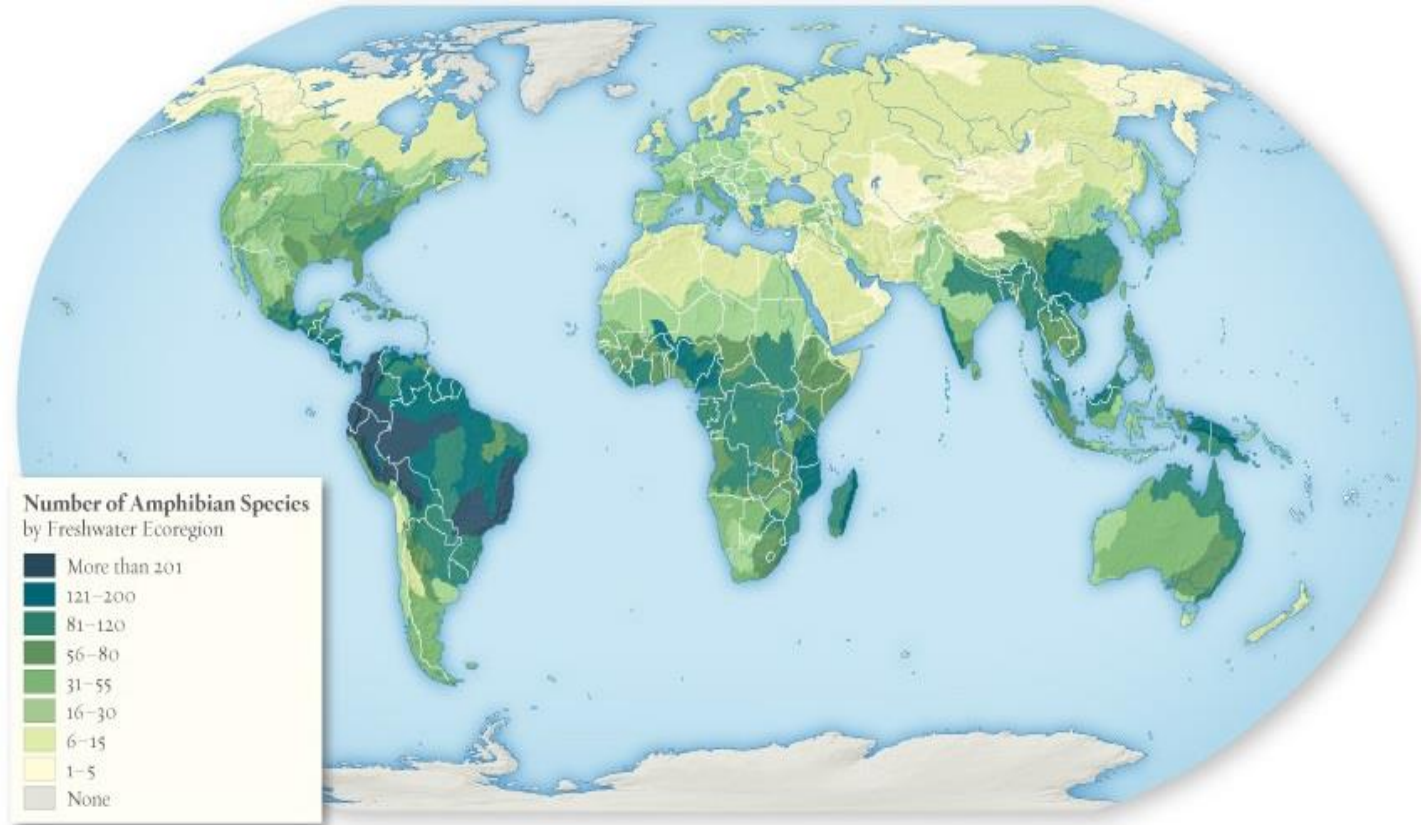 Number of Amphibian Species
by Freshwater Ecoregion
More than 201
121–200
81–120
56–80
31–55
16–30
6–15
1–5
None